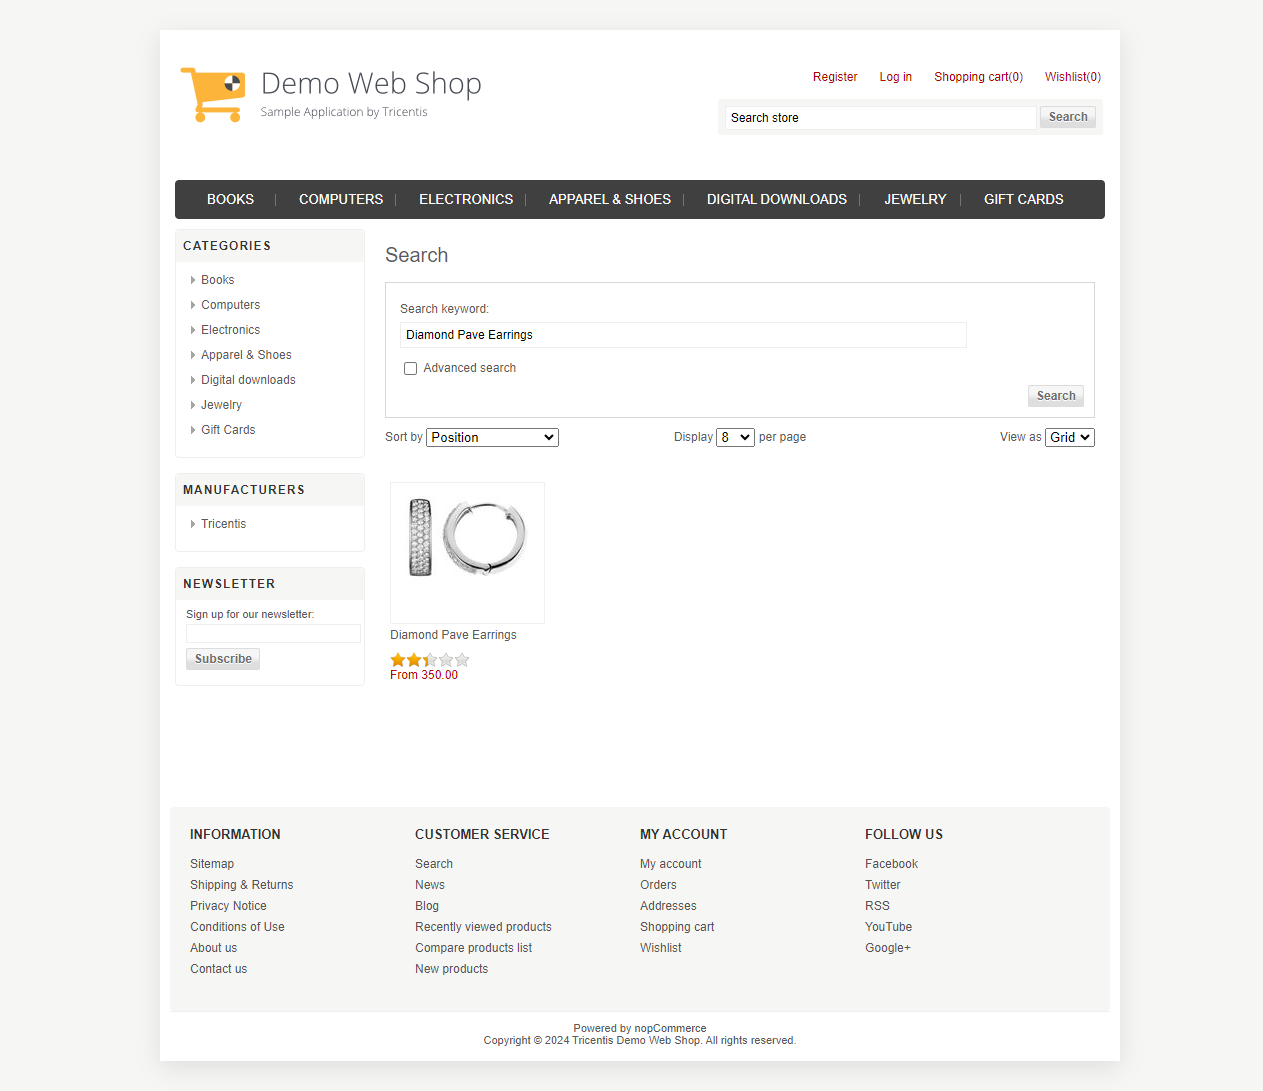 Demo Web Shop
Sample Application by Tricentis
Register Log in Shopping cart(0) Wishlist(0)
Search store Search
BOOKS COMPUTERS ELECTRONICS APPAREL & SHOES DIGITAL DOWNLOADS JEWELRY GIFT CARDS
CATEGORIES
Books
Computers
Electronics
Apparel & Shoes
Digital downloads
Jewelry
Gift Cards
MANUFACTURERS
Tricentis
NEWSLETTER
Sign up for our newsletter:
Subscribe
Search
Search keyword:
Diamond Pave Earrings
Advanced search
Search
Sort by Position Display 8 per page View as Grid
Diamond Pave Earrings
From 350.00
INFORMATION
Sitemap
Shipping & Returns
Privacy Notice
Conditions of Use
About us
Contact us
CUSTOMER SERVICE
Search
News
Blog
Recently viewed products
Compare products list
New products
MY ACCOUNT
My account
Orders
Addresses
Shopping cart
Wishlist
FOLLOW US
Facebook
Twitter
RSS
YouTube
Google+
Powered by nopCommerce
Copyright © 2024 Tricentis Demo Web Shop. All rights reserved.